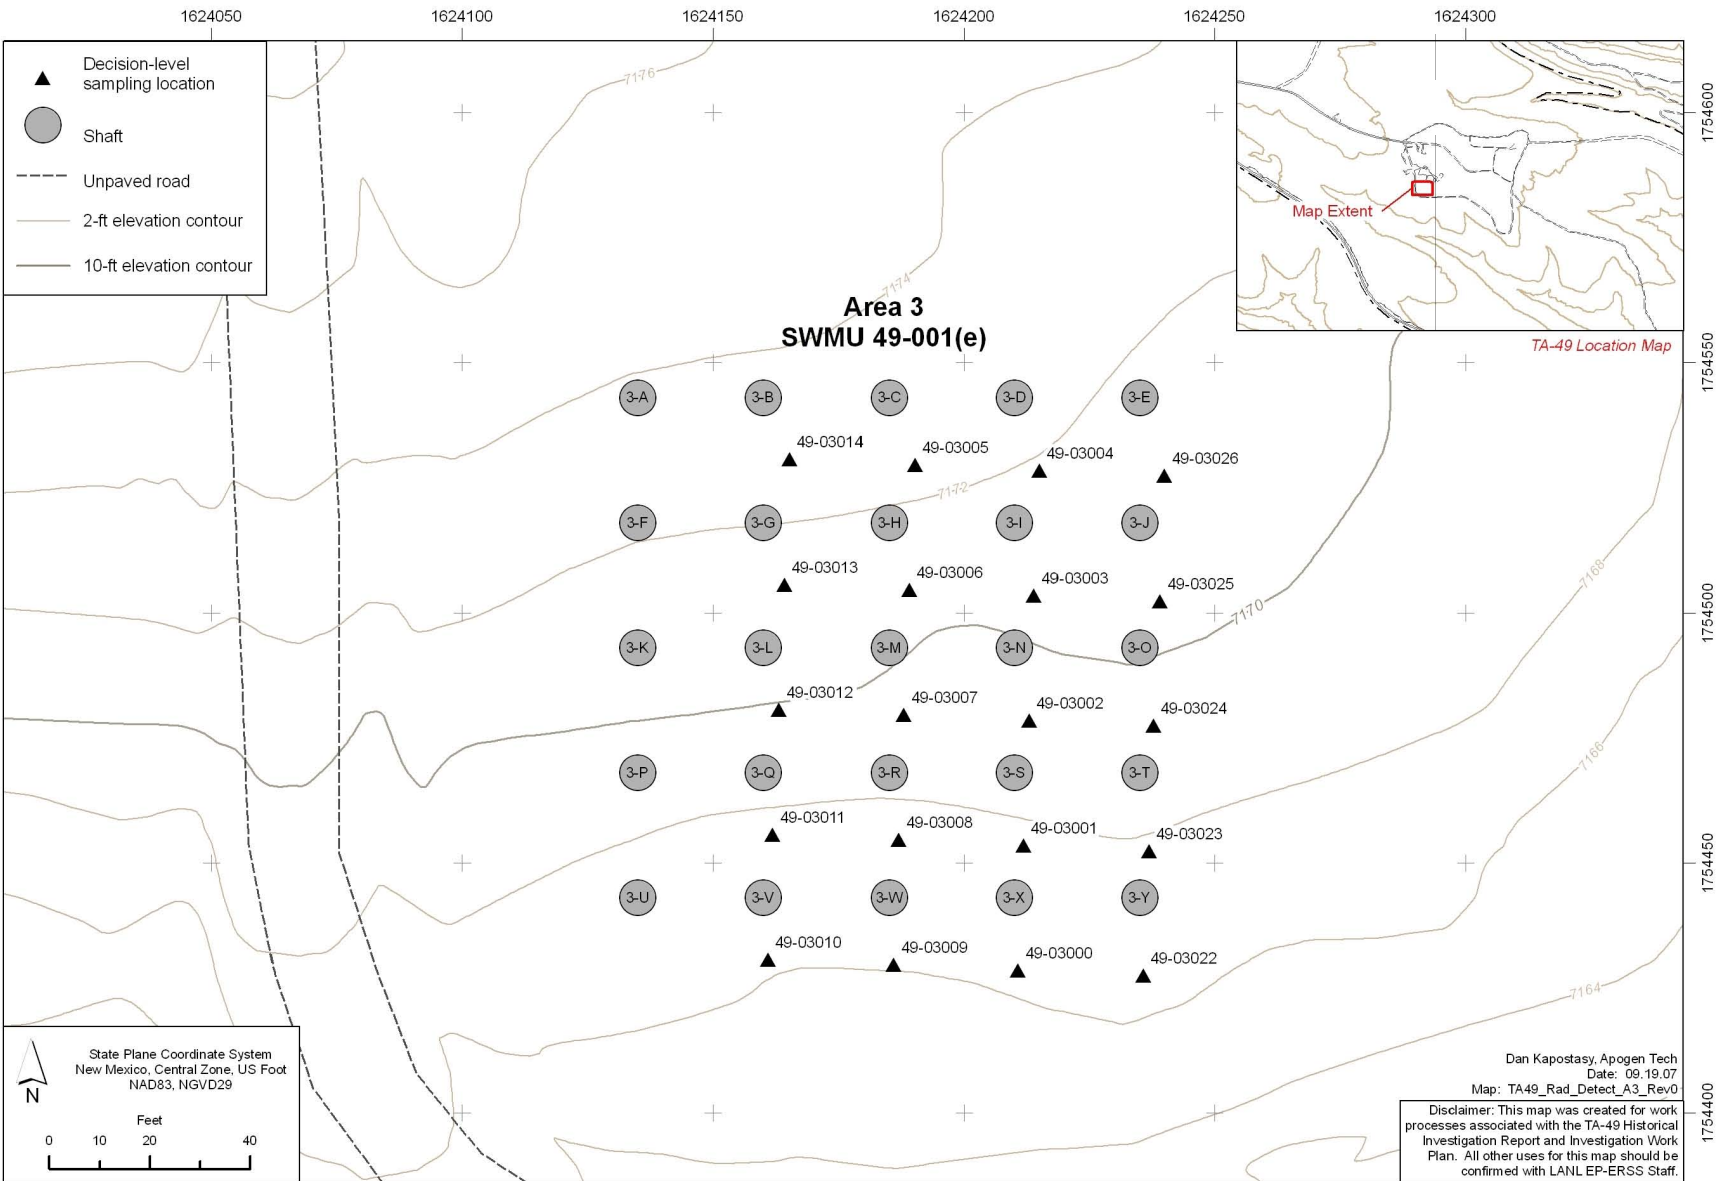 1624050 1624100 1624150 1624200 1624250 1624300
Decision-level
sampling location
Shaft
Unpaved road
2-ft elevation contour
10-ft elevation contour
7176
1754600
Map Extent
TA-49 Location Map
7174
Area 3
SWMU 49-001(e)
1754550
3-A 3-B 3-C 3-D 3-E
49-03014 49-03005 49-03004 49-03026
7172
3-F 3-G 3-H 3-I 3-J
49-03013 49-03006 49-03003 49-03025
7168
7170
1754500
3-K 3-L 3-M 3-N 3-O
49-03012 49-03007 49-03002 49-03024
7166
3-P 3-Q 3-R 3-S 3-T
49-03011 49-03008 49-03001 49-03023
1754450
3-U 3-V 3-W 3-X 3-Y
49-03010 49-03009 49-03000 49-03022
7164
State Plane Coordinate System
New Mexico, Central Zone, US Foot
NAD83, NGVD29
N
Feet
0 10 20 40
Dan Kapostasy, Apogen Tech
Date: 09.19.07
Map: TA49_Rad_Detect_A3_Rev0
1754400
Disclaimer: This map was created for work
processes associated with the TA-49 Historical
Investigation Report and Investigation Work
Plan. All other uses for this map should be
confirmed with LANL EP-ERSS Staff.